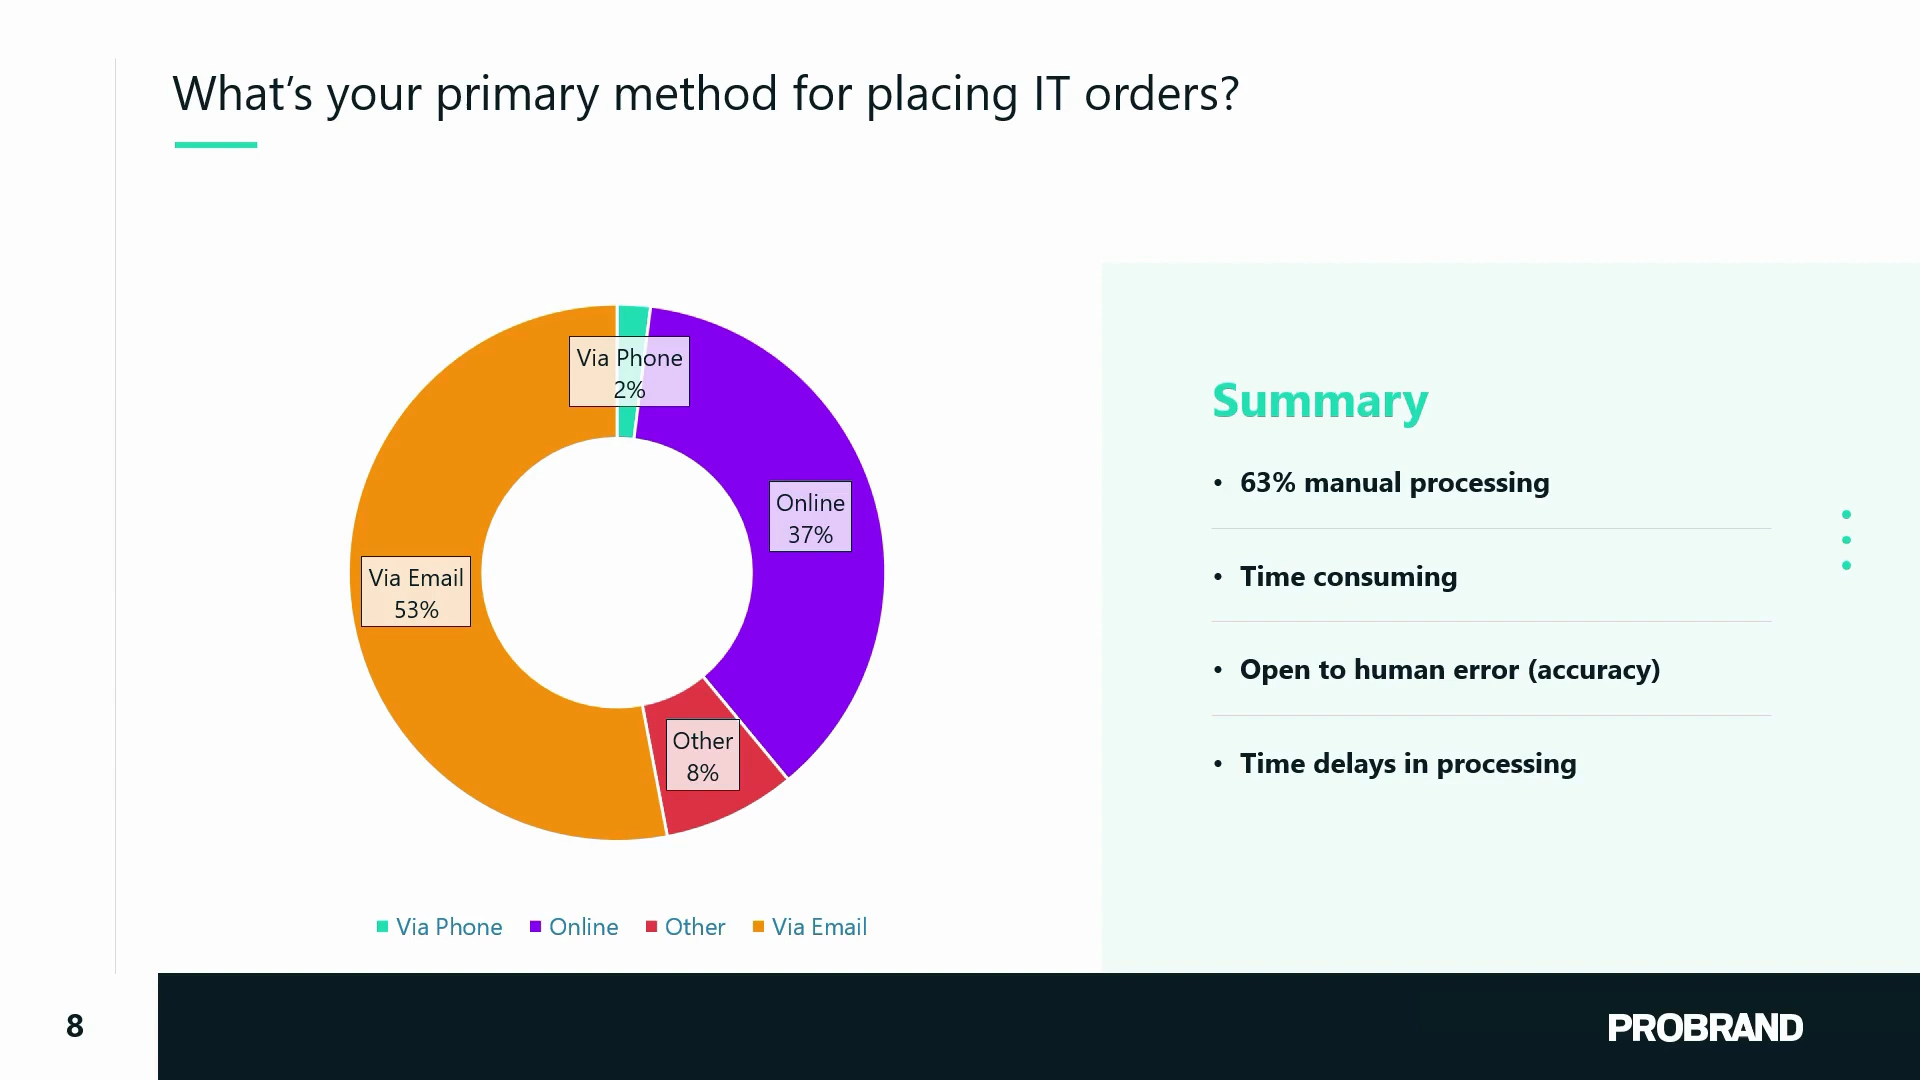 What’s your primary method for placing IT orders?
Via Phone
2%
Online
37%
Via Email
53%
Other
8%
Via Phone Online Other Via Email
Summary
• 63% manual processing
• Time consuming
• Open to human error (accuracy)
• Time delays in processing
8
PROBRAND